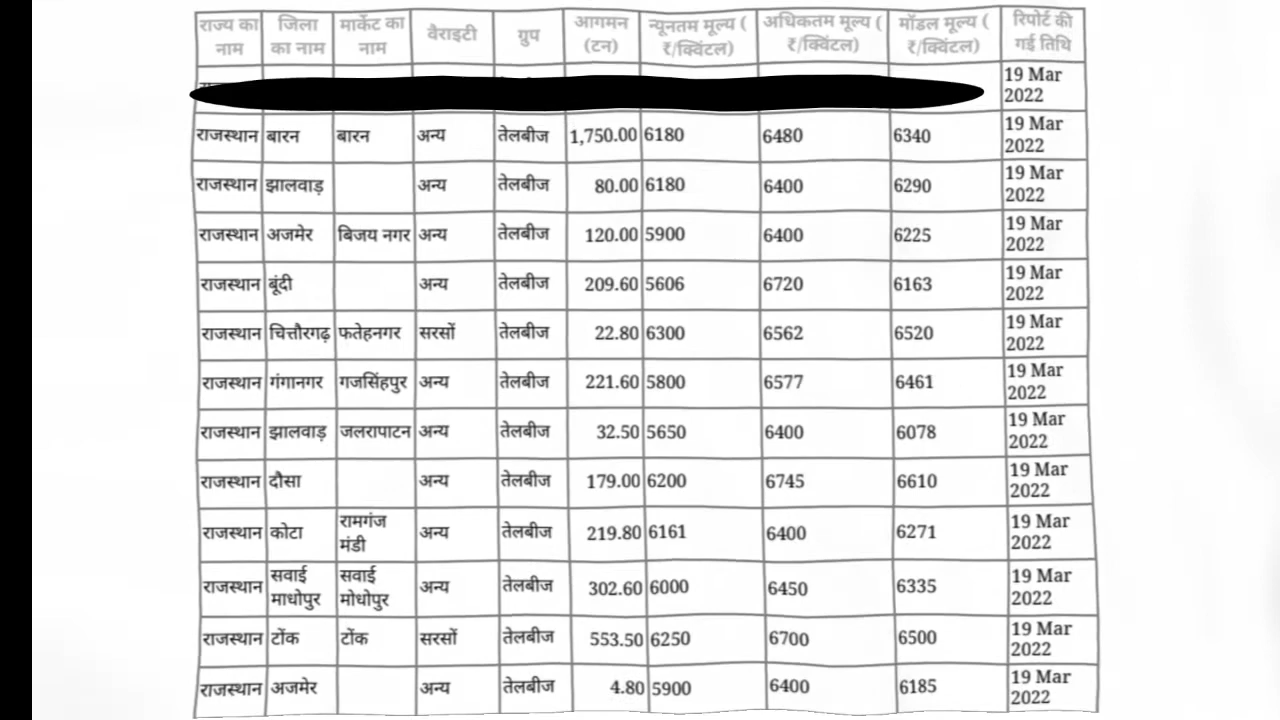 राज्य का नाम | जिला का नाम | मार्केट का नाम | वैराइटी | ग्रुप | आगमन (टन) | न्यूनतम मूल्य ( ₹/क्विंटल) | अधिकतम मूल्य ( ₹/क्विंटल) | मॉडल मूल्य ( ₹/क्विंटल) | रिपोर्ट की गई तिथि
19 Mar 2022
राजस्थान | बारन | बारन | अन्य | तेलबीज | 1,750.00 | 6180 | 6480 | 6340 | 19 Mar 2022
राजस्थान | झालवाड़ | | अन्य | तेलबीज | 80.00 | 6180 | 6400 | 6290 | 19 Mar 2022
राजस्थान | अजमेर | बिजय नगर | अन्य | तेलबीज | 120.00 | 5900 | 6400 | 6225 | 19 Mar 2022
राजस्थान | बूंदी | | अन्य | तेलबीज | 209.60 | 5606 | 6720 | 6163 | 19 Mar 2022
राजस्थान | चित्तौरगढ़ | फतेहनगर | सरसों | तेलबीज | 22.80 | 6300 | 6562 | 6520 | 19 Mar 2022
राजस्थान | गंगानगर | गजसिंहपुर | अन्य | तेलबीज | 221.60 | 5800 | 6577 | 6461 | 19 Mar 2022
राजस्थान | झालवाड़ | जलरापाटन | अन्य | तेलबीज | 32.50 | 5650 | 6400 | 6078 | 19 Mar 2022
राजस्थान | दौसा | | अन्य | तेलबीज | 179.00 | 6200 | 6745 | 6610 | 19 Mar 2022
राजस्थान | कोटा | रामगंज मंडी | अन्य | तेलबीज | 219.80 | 6161 | 6400 | 6271 | 19 Mar 2022
राजस्थान | सवाई माधोपुर | सवाई मोधोपुर | अन्य | तेलबीज | 302.60 | 6000 | 6450 | 6335 | 19 Mar 2022
राजस्थान | टोंक | टोंक | सरसों | तेलबीज | 553.50 | 6250 | 6700 | 6500 | 19 Mar 2022
राजस्थान | अजमेर | | अन्य | तेलबीज | 4.80 | 5900 | 6400 | 6185 | 19 Mar 2022